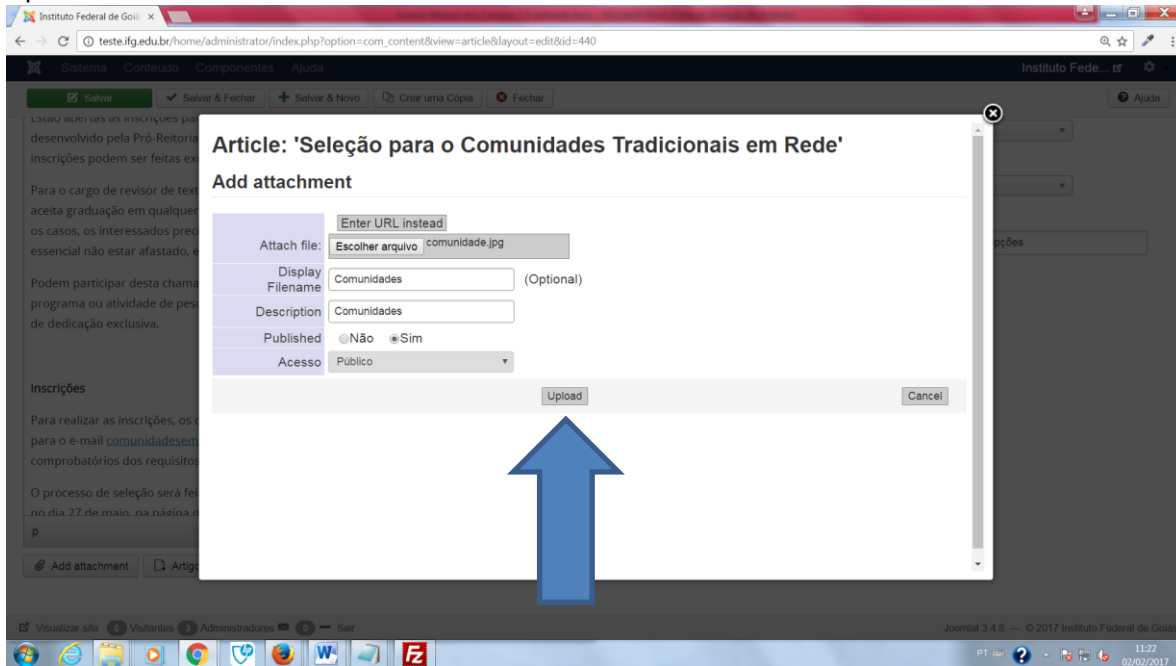 Instituto Federal de Goiá
teste.ifg.edu.br/home/administrator/index.php?option=com_content&view=article&layout=edit&id=440
Sistema Conteúdo Componentes Ajuda
Instituto Fede...
Salvar
Salvar & Fechar
Salvar & Novo
Criar uma Cópia
Fechar
Ajuda
Estão abertas as inscrições par
desenvolvido pela Pró-Reitoria
inscrições podem ser feitas ex
Para o cargo de revisor de text
aceita graduação em qualquer
os casos, os interessados prec
essencial não estar afastado, e
Podem participar desta chama
programa ou atividade de pes
de dedicação exclusiva.
Inscrições
Para realizar as inscrições, os c
para o e-mail comunidadesem
comprobatórios dos requisitos
O processo de seleção será fei
no dia 27 de maio, na página d
P
Add attachment
Artigo
pções
Article: 'Seleção para o Comunidades Tradicionais em Rede'
Add attachment
Enter URL instead
Attach file: Escolher arquivo comunidade.jpg
Display
Filename Comunidades (Optional)
Description Comunidades
Published Não Sim
Acesso Público
Upload
Cancel
Visualizar site 0 Visitantes 3 Administradores 0 Sair
Joomla! 3.4.8 — © 2017 Instituto Federal de Goiás
PT
11:22
02/02/2017